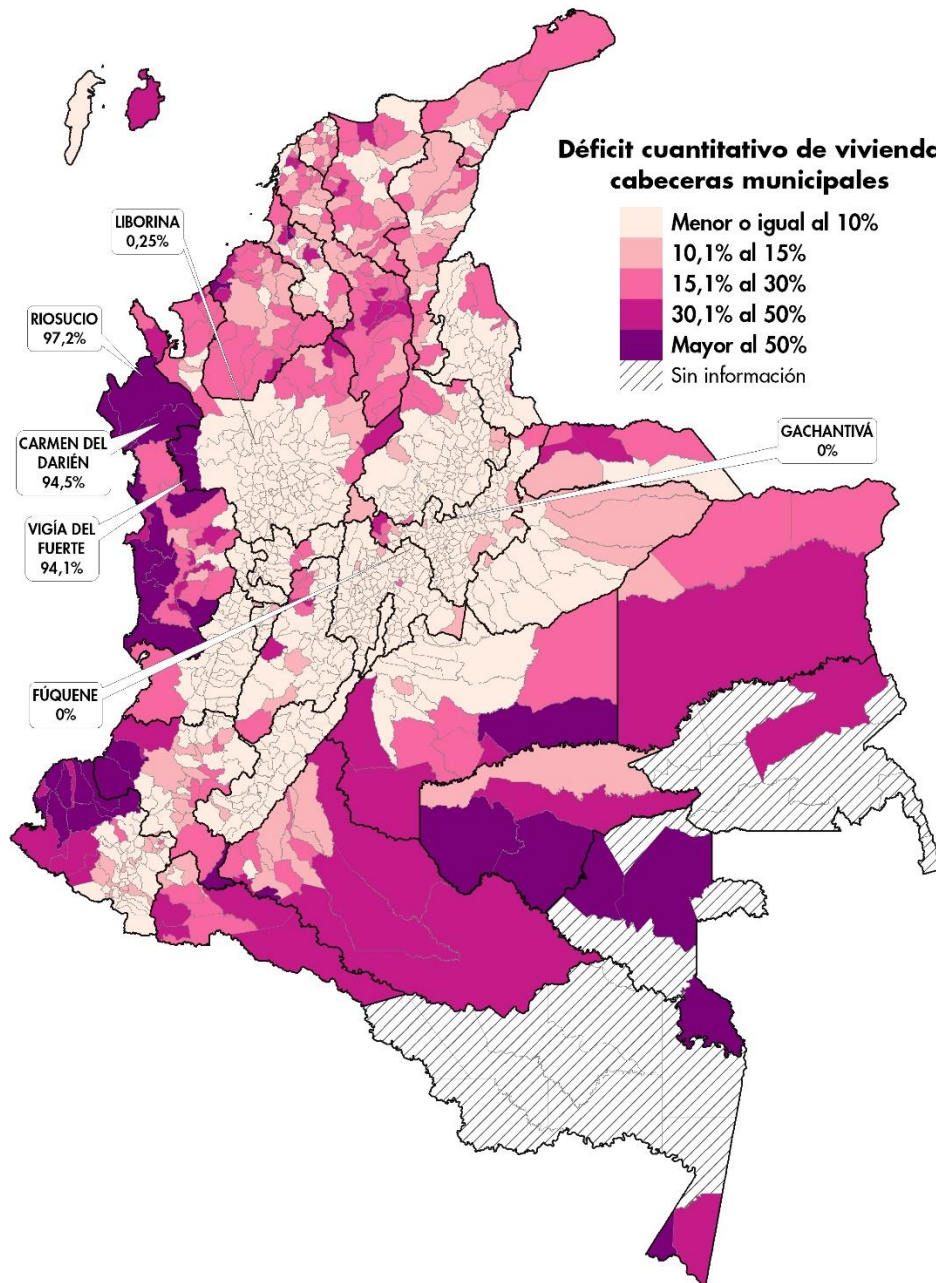 Déficit cuantitativo de vivienda
cabeceras municipales
Menor o igual al 10%
10,1% al 15%
15,1% al 30%
30,1% al 50%
Mayor al 50%
Sin información
LIBORINA
0,25%
RIOSUCIO
97,2%
CARMEN DEL
DARIÉN
94,5%
VIGÍA DEL
FUERTE
94,1%
GACHANTIVÁ
0%
FÚQUENE
0%